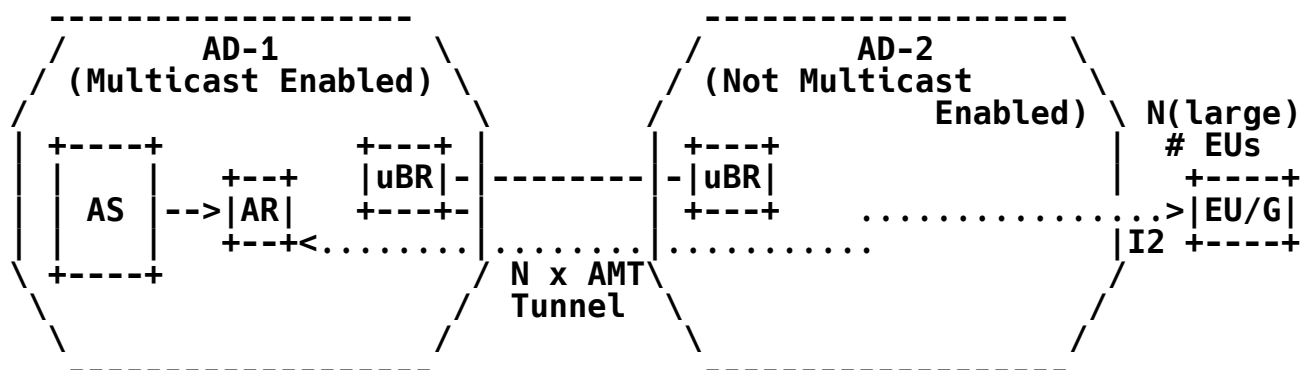 AD-1 AD-2
(Multicast Enabled) (Not Multicast
Enabled) N(large)
+----+ +---+ +---+ # EUs
+--+ |uBR|-|--------|-|uBR| +----+
| AS |-->|AR| +---+-| +---+ ................>|EU/G|
+--+<........|........|........... |I2 +----+
+----+ N x AMT
Tunnel